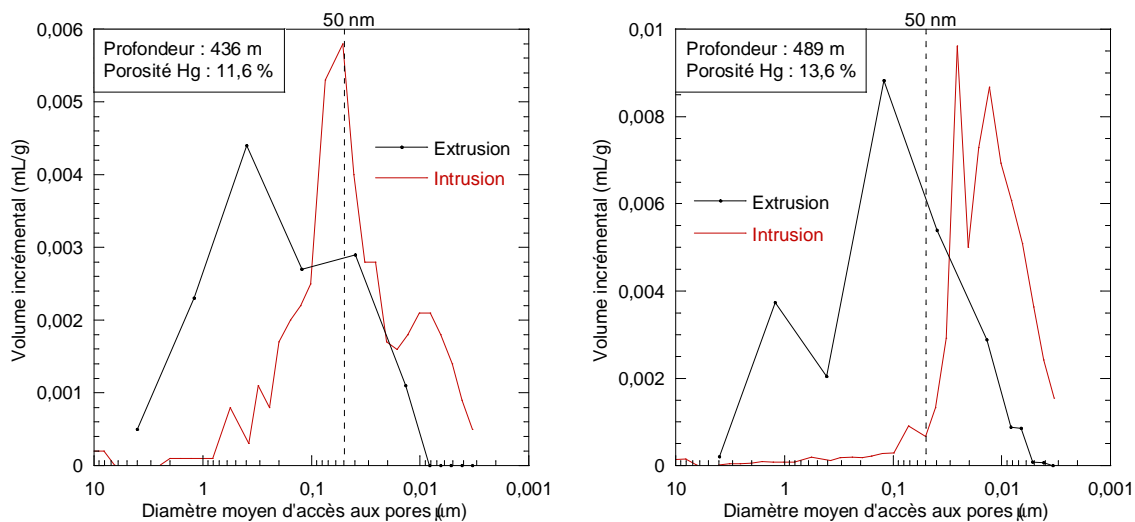 50 nm
Profondeur : 436 m
Porosité Hg : 11,6 %
Extrusion
Intrusion
Volume incrémental (mL/g)
0,006
0,005
0,004
0,003
0,002
0,001
0
10
1
0,1
0,01
0,001
Diamètre moyen d'accès aux pores (µm)
50 nm
Profondeur : 489 m
Porosité Hg : 13,6 %
Extrusion
Intrusion
Volume incrémental (mL/g)
0,01
0,008
0,006
0,004
0,002
0
10
1
0,1
0,01
0,001
Diamètre moyen d'accès aux pores (µm)